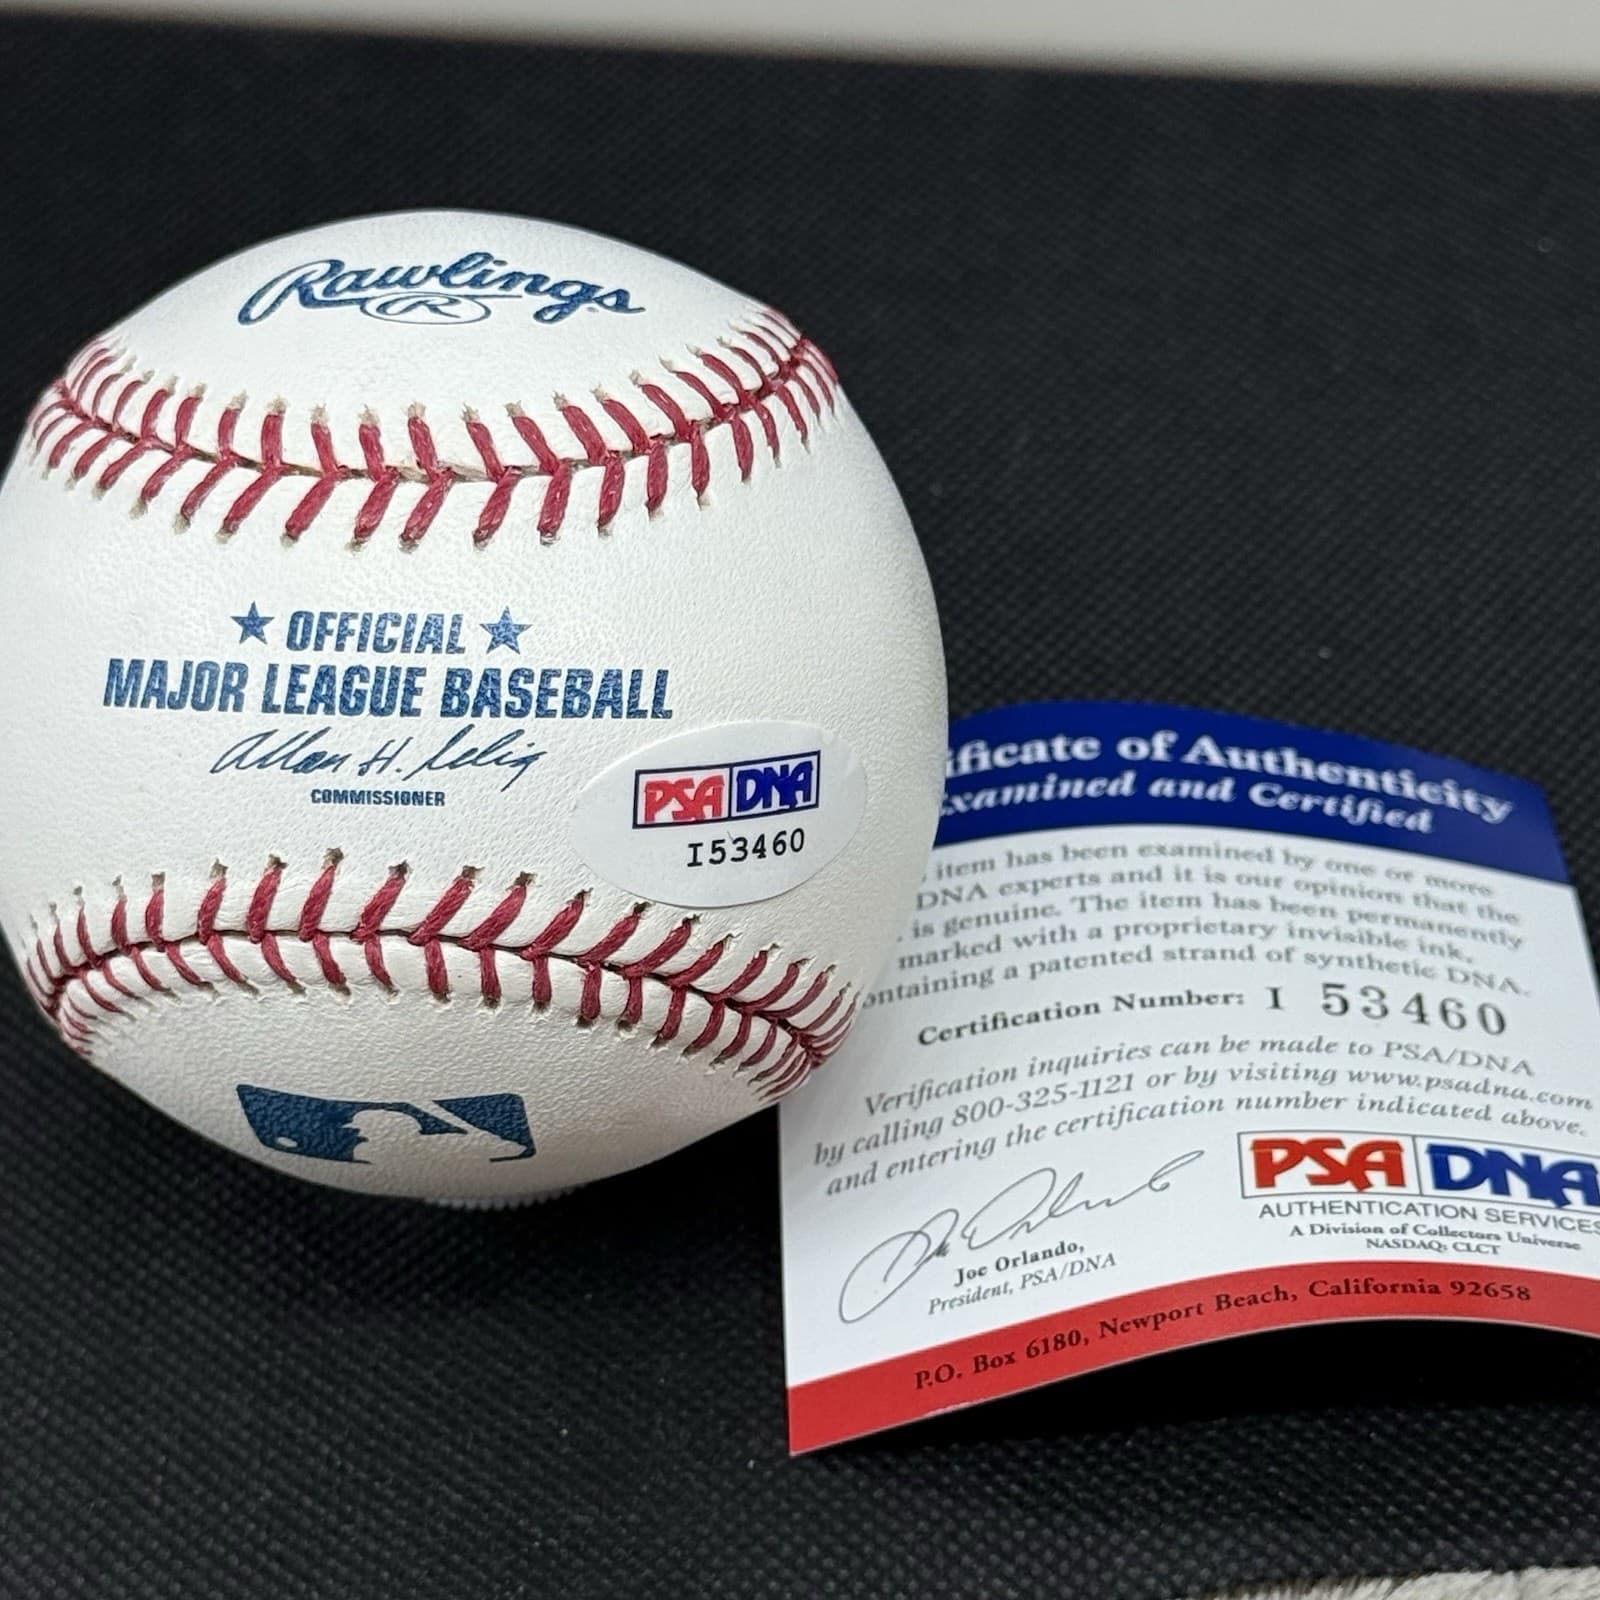 Rawlings
R
OFFICIAL
MAJOR LEAGUE BASEBALL
Allan H. Selig
COMMISSIONER
PSA DNA
I53460
ificate of Authenticity
Examined and Certified
item has been examined by one or more
DNA experts and it is our opinion that the
is genuine. The item has been permanently
marked with a proprietary invisible ink,
ontaining a patented strand of synthetic DNA.
Certification Number: I 53460
Verification inquiries can be made to PSA/DNA
by calling 800-325-1121 or by visiting www.psadna.com
and entering the certification number indicated above.
Joe Orlando,
President, PSA/DNA
PSA DNA
AUTHENTICATION SERVICES
A Division of Collectors Universe
NASDAQ: CLCT
P.O. Box 6180, Newport Beach, California 92658